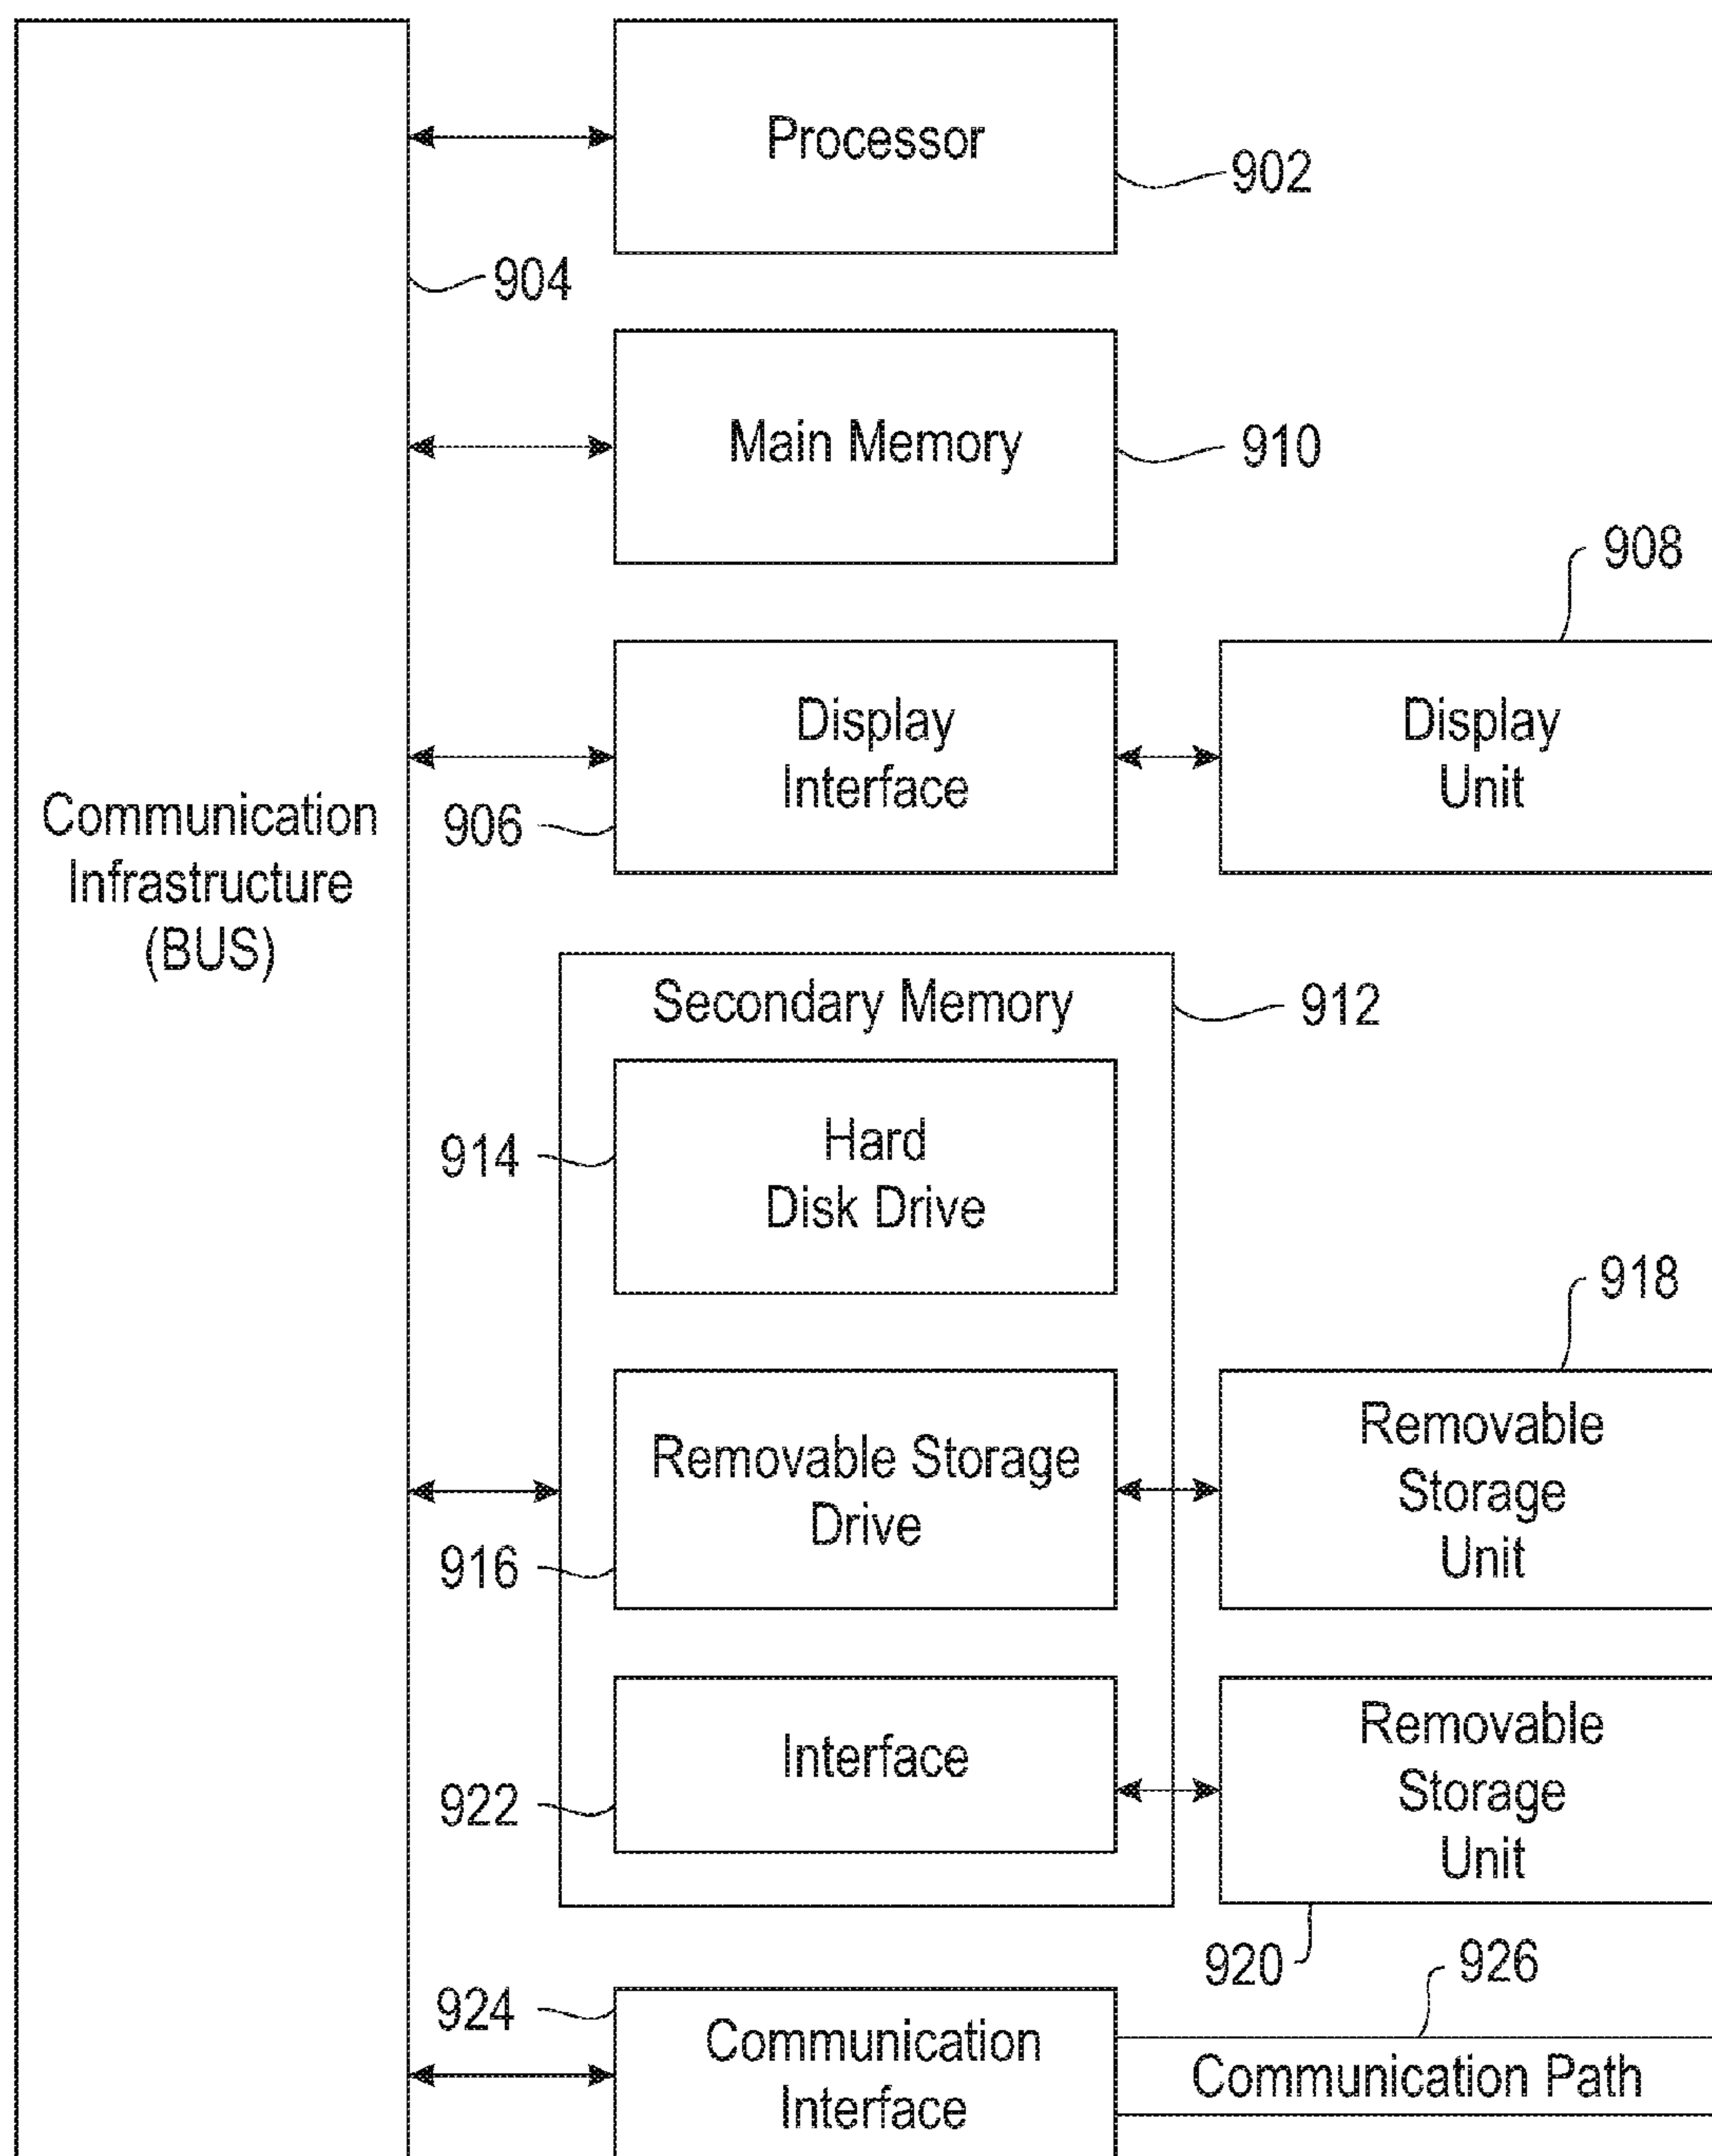 Processor
902
904
Main Memory
910
908
Display
Interface
Display
Unit
906
Communication
Infrastructure
(BUS)
Secondary Memory
912
914
Hard
Disk Drive
918
Removable Storage
Drive
Removable
Storage
Unit
916
Interface
Removable
Storage
Unit
922
920
926
924
Communication
Interface
Communication Path